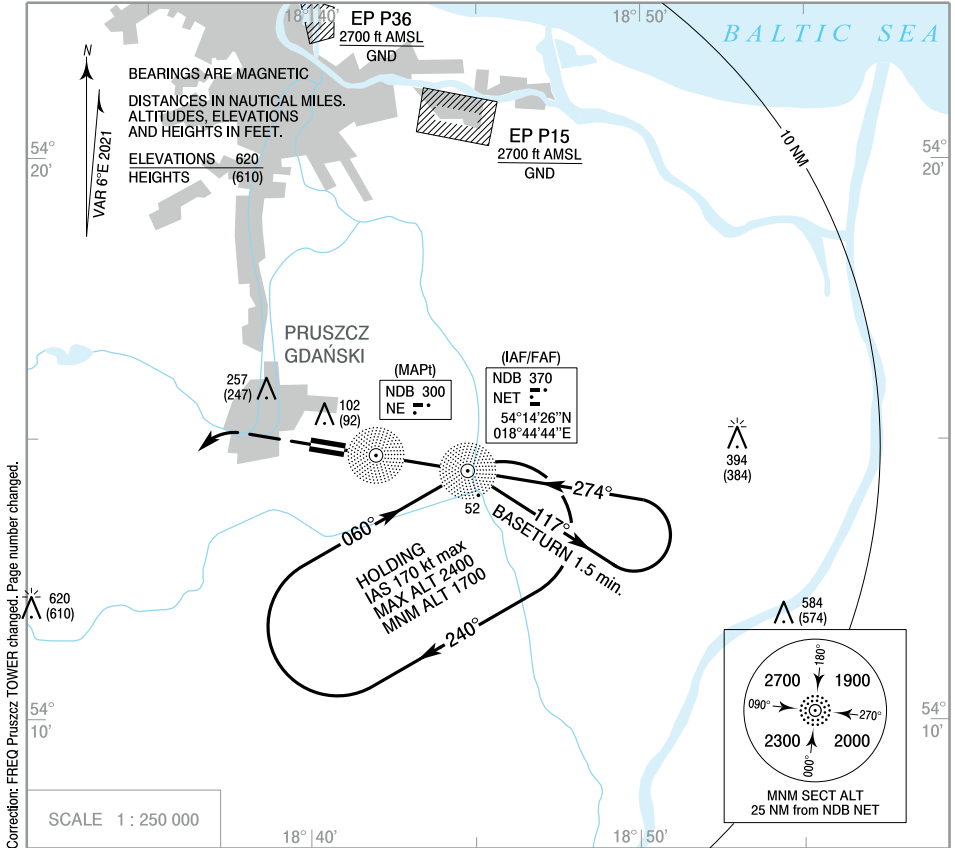 18° 40'
18° 50'
BALTIC SEA
EP P36
2700 ft AMSL
GND
N
VAR 6°E 2021
BEARINGS ARE MAGNETIC
DISTANCES IN NAUTICAL MILES.
ALTITUDES, ELEVATIONS
AND HEIGHTS IN FEET.
ELEVATIONS 620
HEIGHTS (610)
EP P15
2700 ft AMSL
GND
10 NM
54°
20'
54°
20'
PRUSZCZ
GDAŃSKI
257
(247)
102
(92)
(MAPt)
NDB 300
NE
(IAF/FAF)
NDB 370
NET
54°14'26"N
018°44'44"E
394
(384)
274°
117°
BASETURN 1.5 min.
52
060°
HOLDING
IAS 170 kt max
MAX ALT 2400
MNM ALT 1700
240°
620
(610)
584
(574)
54°
10'
54°
10'
180°
2700 1900
090° 270°
2300 2000
000°
MNM SECT ALT
25 NM from NDB NET
SCALE 1 : 250 000
18° 40'
18° 50'
Correction: FREQ Pruszcz TOWER changed. Page number changed.